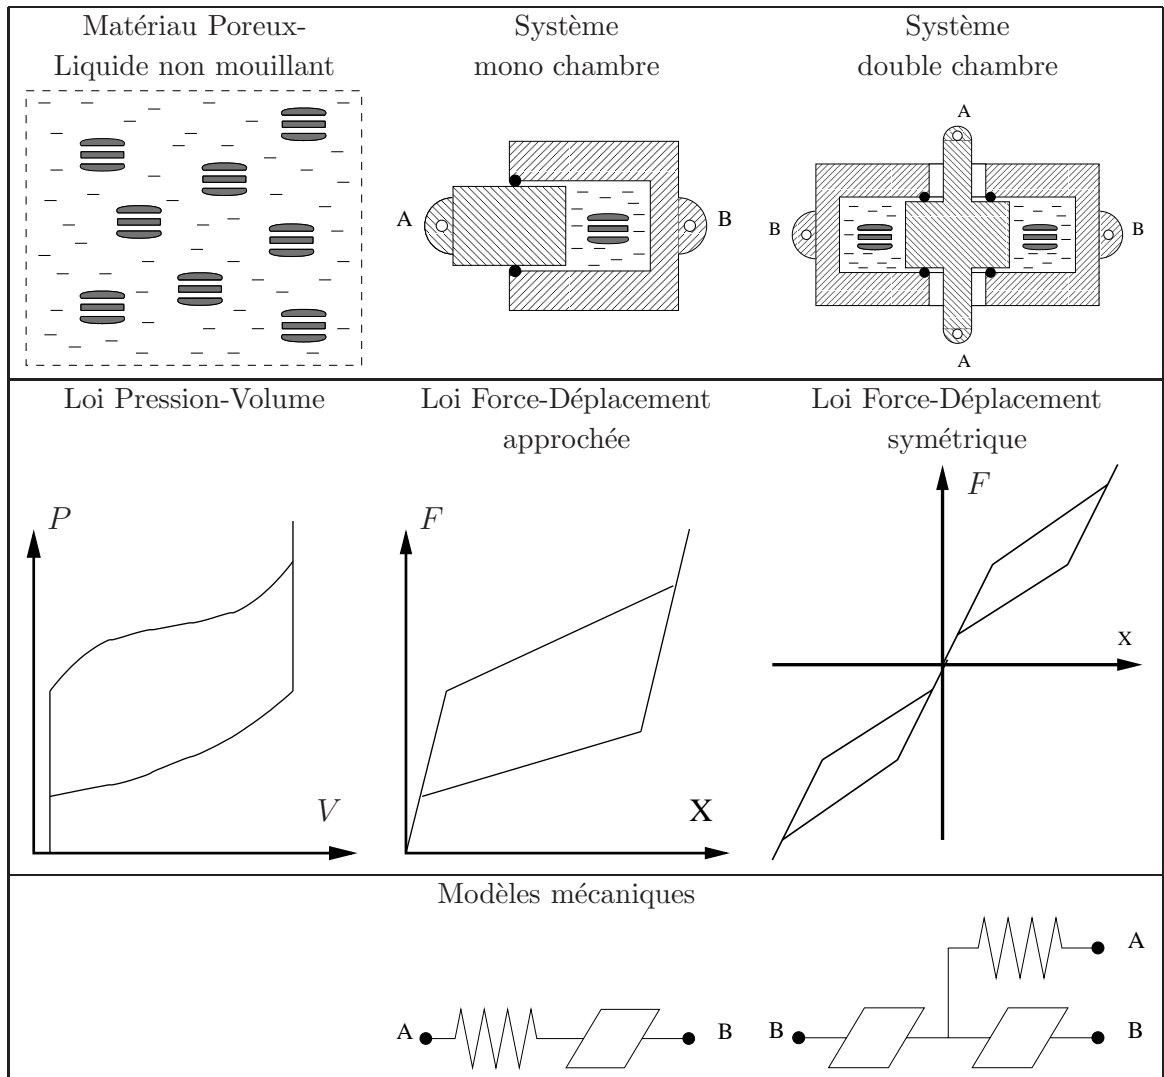 Matériau Poreux-
Liquide non mouillant
Système
mono chambre
Système
double chambre
A
B
A
B
B
A
Loi Pression-Volume
Loi Force-Déplacement
approchée
Loi Force-Déplacement
symétrique
P
V
F
X
F
x
Modèles mécaniques
A
B
A
B
B